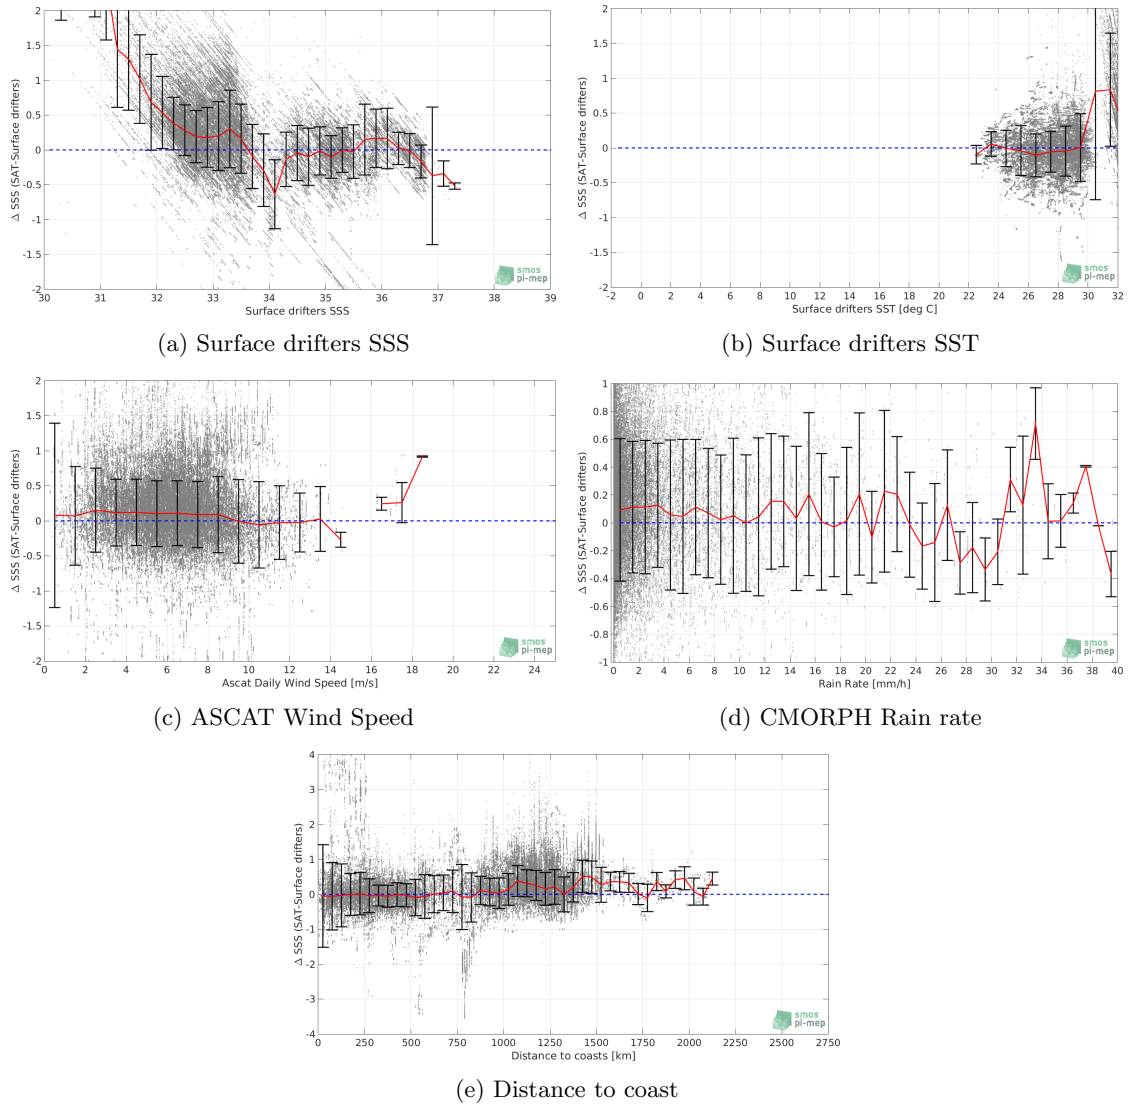 2
1.5
1
0.5
0
-0.5
-1
-1.5
-2
Δ SSS (SAT-Surface drifters)
30 31 32 33 34 35 36 37 38 39
Surface drifters SSS
smos
pi-mep
(a) Surface drifters SSS
2
1.5
1
0.5
0
-0.5
-1
-1.5
-2
Δ SSS (SAT-Surface drifters)
-2 0 2 4 6 8 10 12 14 16 18 20 22 24 26 28 30 32
Surface drifters SST [deg C]
smos
pi-mep
(b) Surface drifters SST
2
1.5
1
0.5
0
-0.5
-1
-1.5
-2
Δ SSS (SAT-Surface drifters)
2 4 6 8 10 12 14 16 18 20 22 24
Ascat Daily Wind Speed [m/s]
smos
pi-mep
(c) ASCAT Wind Speed
1
0.8
0.6
0.4
0.2
0
-0.2
-0.4
-0.6
-0.8
-1
Δ SSS (SAT-Surface drifters)
0 2 4 6 8 10 12 14 16 18 20 22 24 26 28 30 32 34 36 38 40
Rain Rate [mm/h]
smos
pi-mep
(d) CMORPH Rain rate
4
3
2
1
0
-1
-2
-3
-4
Δ SSS (SAT-Surface drifters)
0 250 500 750 1000 1250 1500 1750 2000 2250 2500 2750
Distance to coasts [km]
smos
pi-mep
(e) Distance to coast